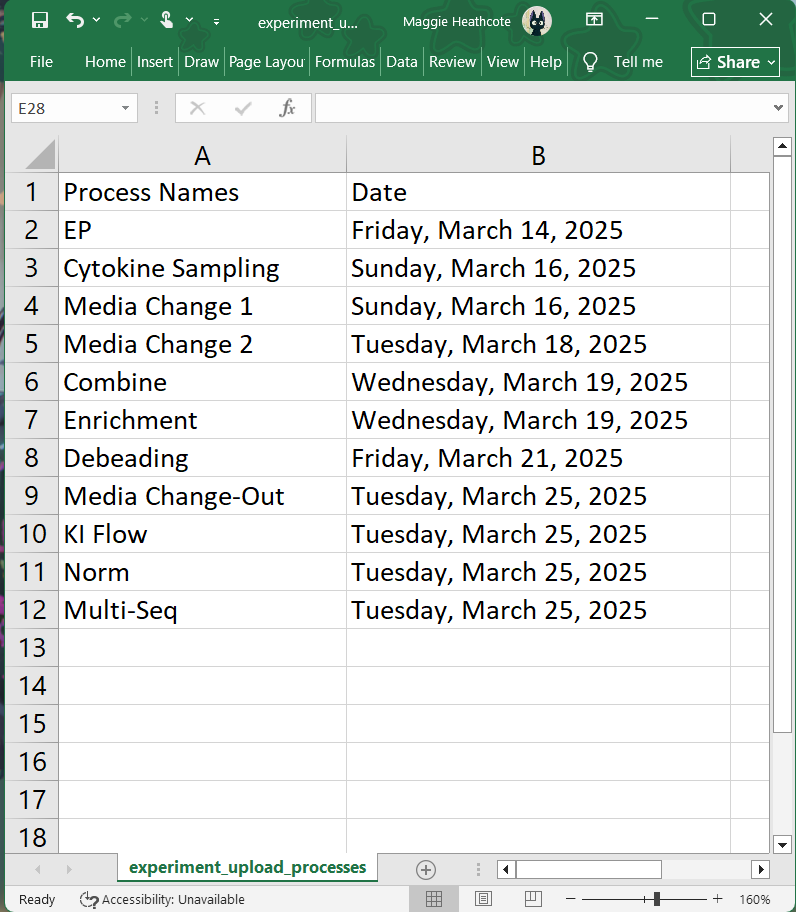 experiment_u... Maggie Heathcote
File Home Insert Draw Page Layou Formulas Data Review View Help Tell me Share
E28 fx
A B
1 Process Names Date
2 EP Friday, March 14, 2025
3 Cytokine Sampling Sunday, March 16, 2025
4 Media Change 1 Sunday, March 16, 2025
5 Media Change 2 Tuesday, March 18, 2025
6 Combine Wednesday, March 19, 2025
7 Enrichment Wednesday, March 19, 2025
8 Debeading Friday, March 21, 2025
9 Media Change-Out Tuesday, March 25, 2025
10 KI Flow Tuesday, March 25, 2025
11 Norm Tuesday, March 25, 2025
12 Multi-Seq Tuesday, March 25, 2025
13
14
15
16
17
18
experiment_upload_processes
Ready Accessibility: Unavailable 160%